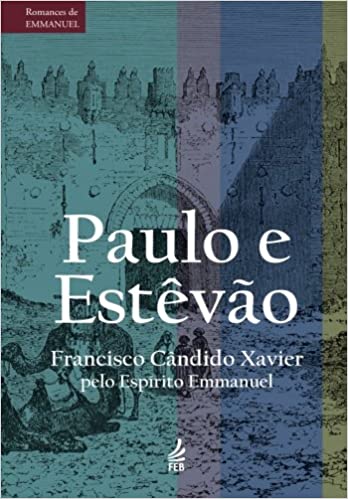 Romances de
EMMANUEL
Paulo e
Estêvão
Francisco Cândido Xavier
pelo Espírito Emmanuel
FEB